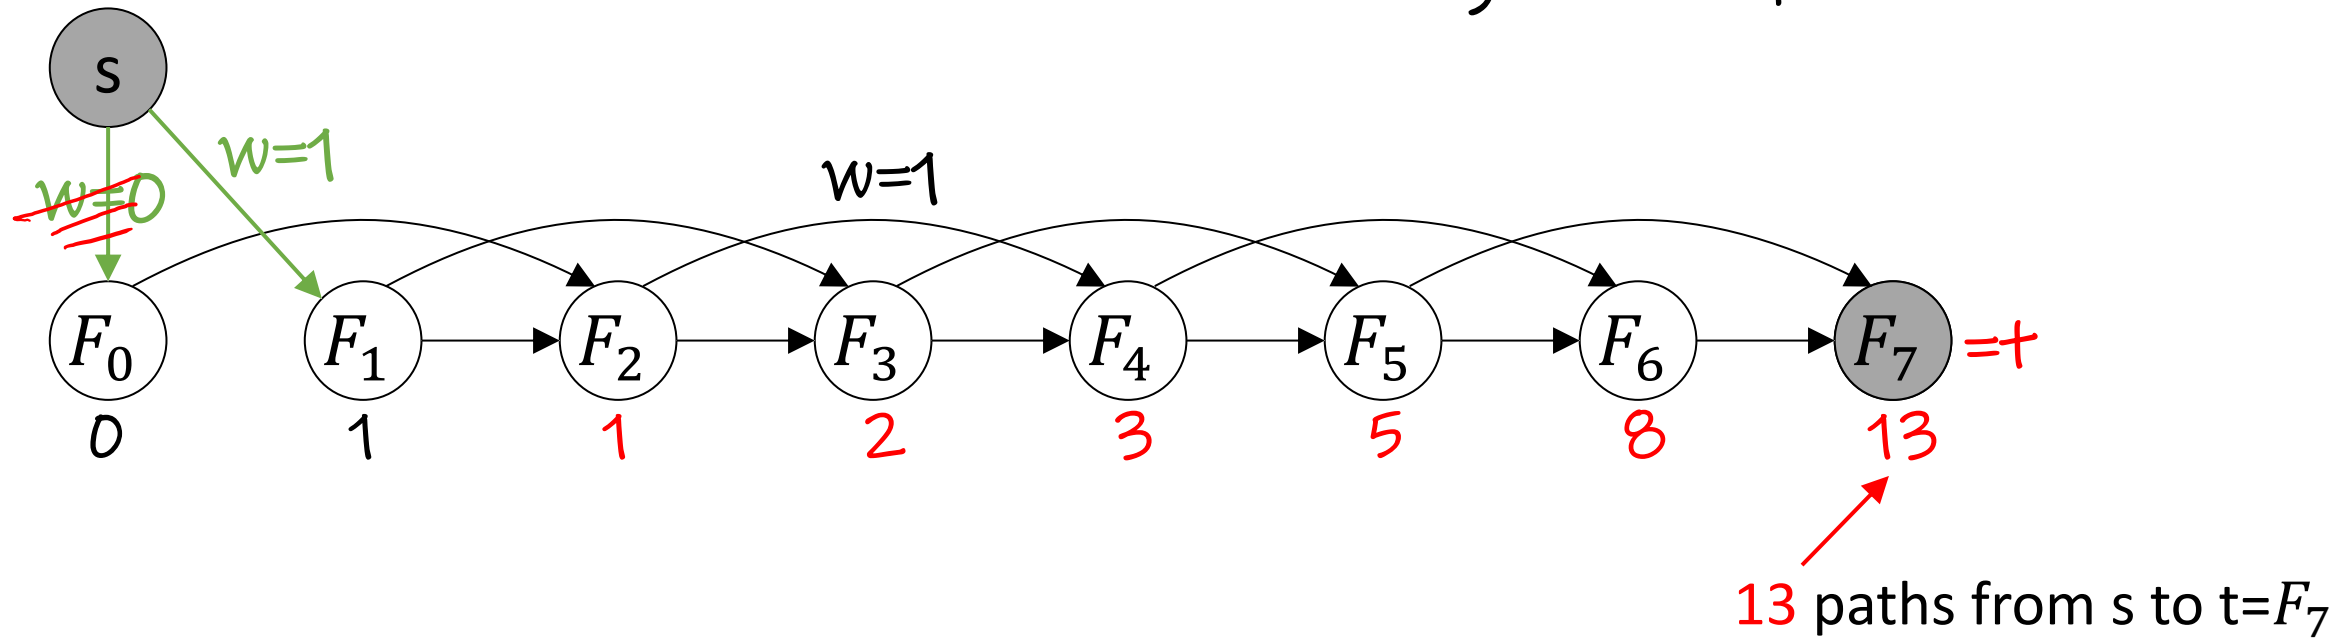 s
w=1
w=0
w=1
F₀ F₁ F₂ F₃ F₄ F₅ F₆ F₇ =t
0 1 1 2 3 5 8 13
13 paths from s to t=F₇